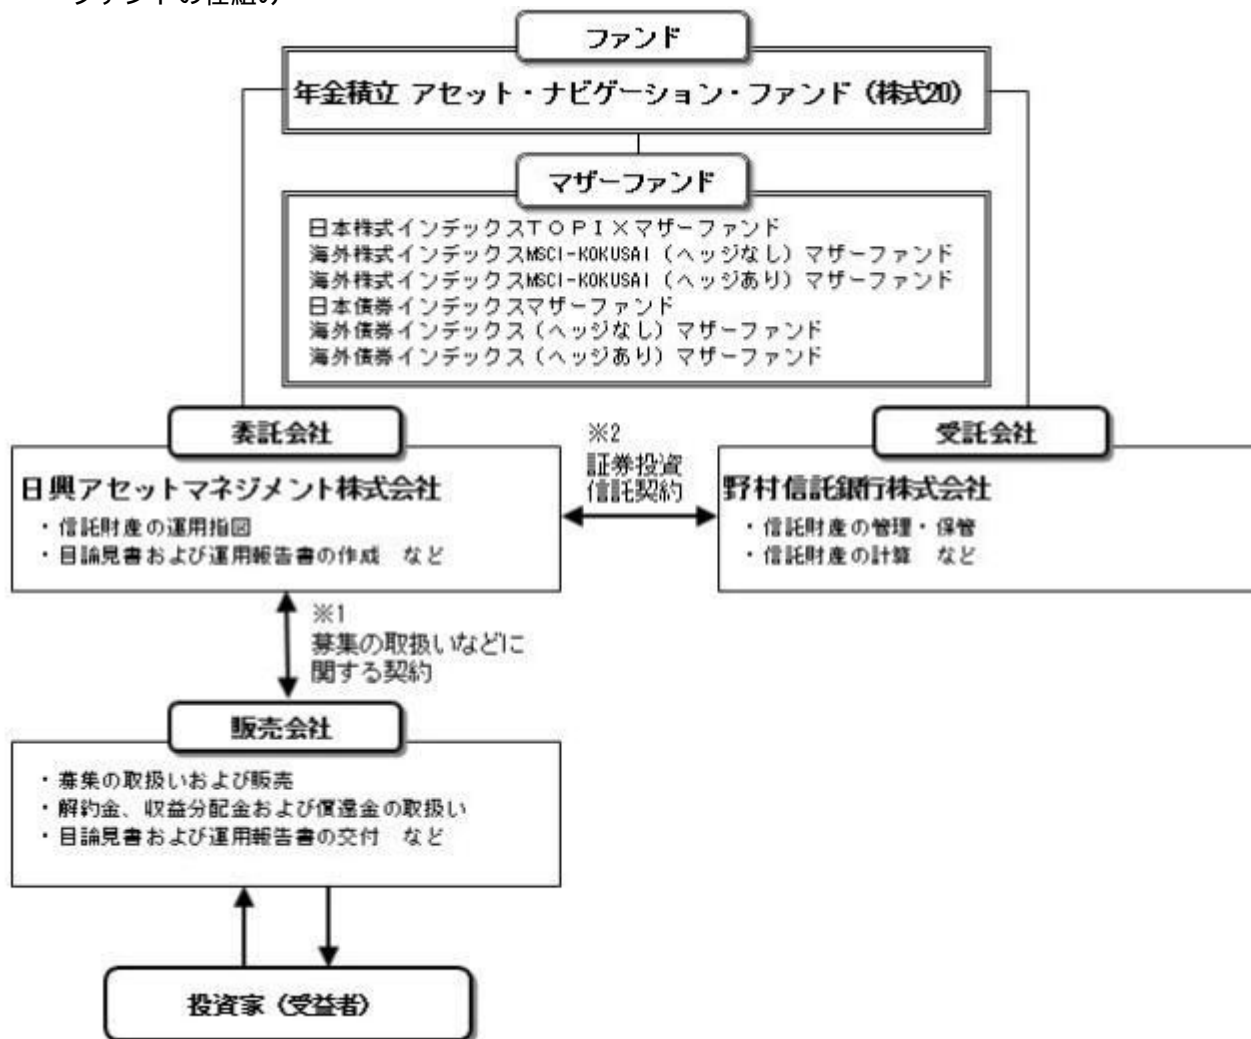 ファンドの仕組み
ファンド
年金積立 アセット・ナビゲーション・ファンド（株式20）
マザーファンド
日本株式インデックスＴＯＰＩＸマザーファンド
海外株式インデックスMSCI-KOKUSAI（ヘッジなし）マザーファンド
海外株式インデックスMSCI-KOKUSAI（ヘッジあり）マザーファンド
日本債券インデックスマザーファンド
海外債券インデックス（ヘッジなし）マザーファンド
海外債券インデックス（ヘッジあり）マザーファンド
委託会社
日興アセットマネジメント株式会社
・信託財産の運用指図
・目論見書および運用報告書の作成　など
※2
証券投資
信託契約
受託会社
野村信託銀行株式会社
・信託財産の管理・保管
・信託財産の計算　など
※1
募集の取扱いなどに
関する契約
販売会社
・募集の取扱いおよび販売
・解約金、収益分配金および償還金の取扱い
・目論見書および運用報告書の交付　など
投資家（受益者）